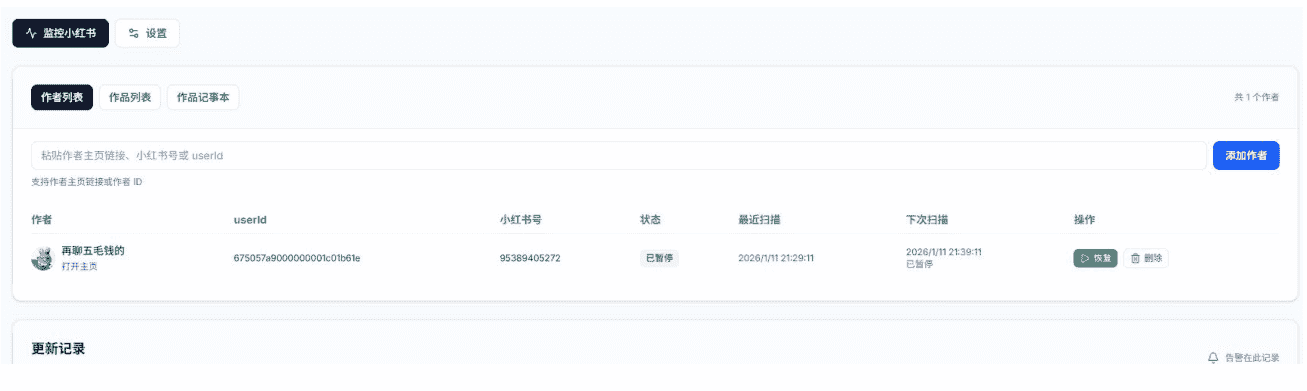 监控小红书 设置
作者列表 作品列表 作品记事本 共 1 个作者
粘贴作者主页链接、小红书号或 userId 添加作者
支持作者主页链接或作者 ID
作者 userId 小红书号 状态 最近扫描 下次扫描 操作
再聊五毛钱的 675057a9000000001c01b61e 95389405272 已暂停 2026/1/11 21:29:11 2026/1/11 21:39:11 恢复 删除
打开主页 已暂停
更新记录 告警在此记录